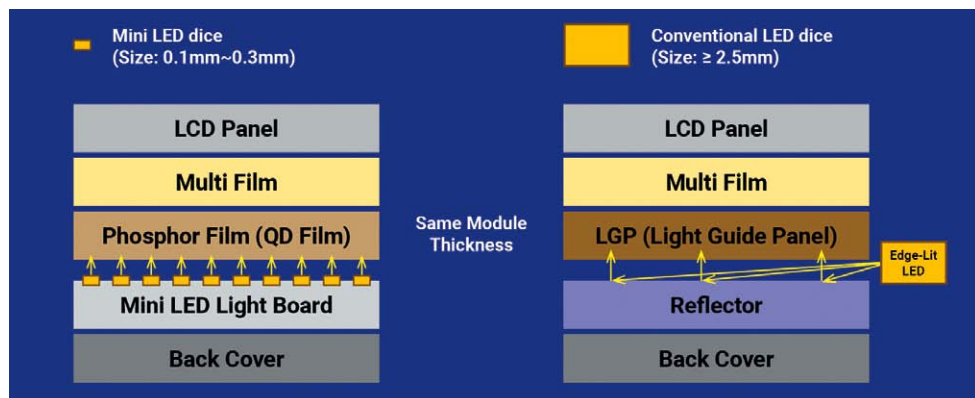 Mini LED dice
(Size: 0.1mm~0.3mm)
Conventional LED dice
(Size: ≥ 2.5mm)
LCD Panel
Multi Film
Phosphor Film (QD Film)
Mini LED Light Board
Back Cover
Same Module
Thickness
LCD Panel
Multi Film
LGP (Light Guide Panel)
Edge-Lit
LED
Reflector
Back Cover